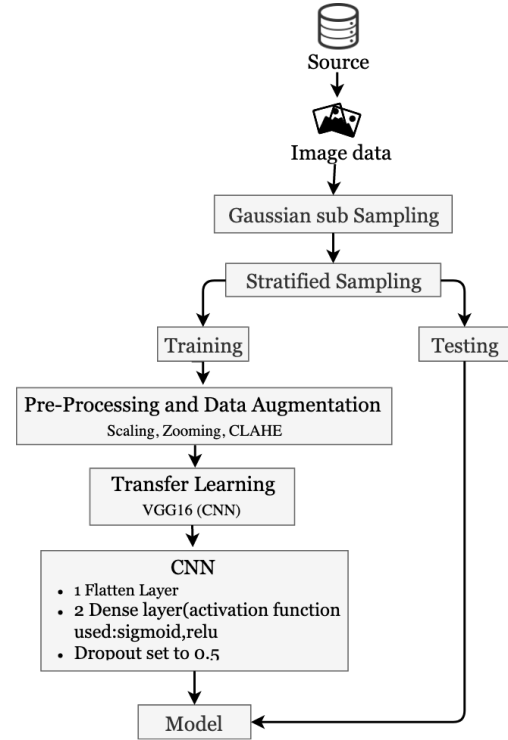 Source
Image data
Gaussian sub Sampling
Stratified Sampling
Training
Testing
Pre-Processing and Data Augmentation
Scaling, Zooming, CLAHE
Transfer Learning
VGG16 (CNN)
CNN
• 1 Flatten Layer
• 2 Dense layer(activation function
used:sigmoid,relu
• Dropout set to 0.5
Model